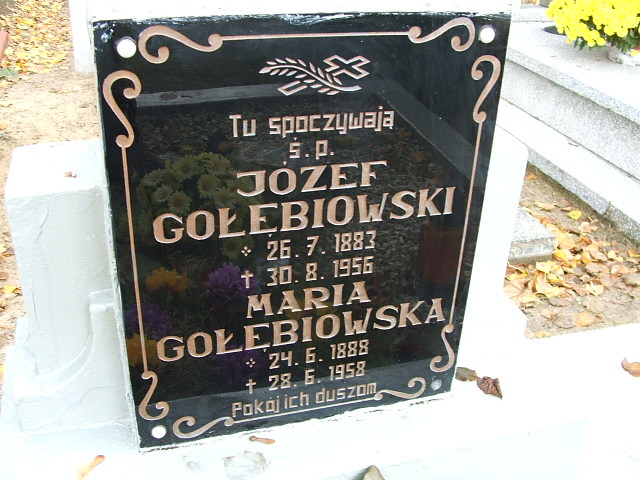 Tu spoczywają
ś. p.
JÓZEF
GOŁĘBIOWSKI
26. 7. 1883
† 30. 8. 1956
MARIA
GOŁĘBIOWSKA
24. 6. 1888
† 28. 6. 1958
Pokój ich duszom